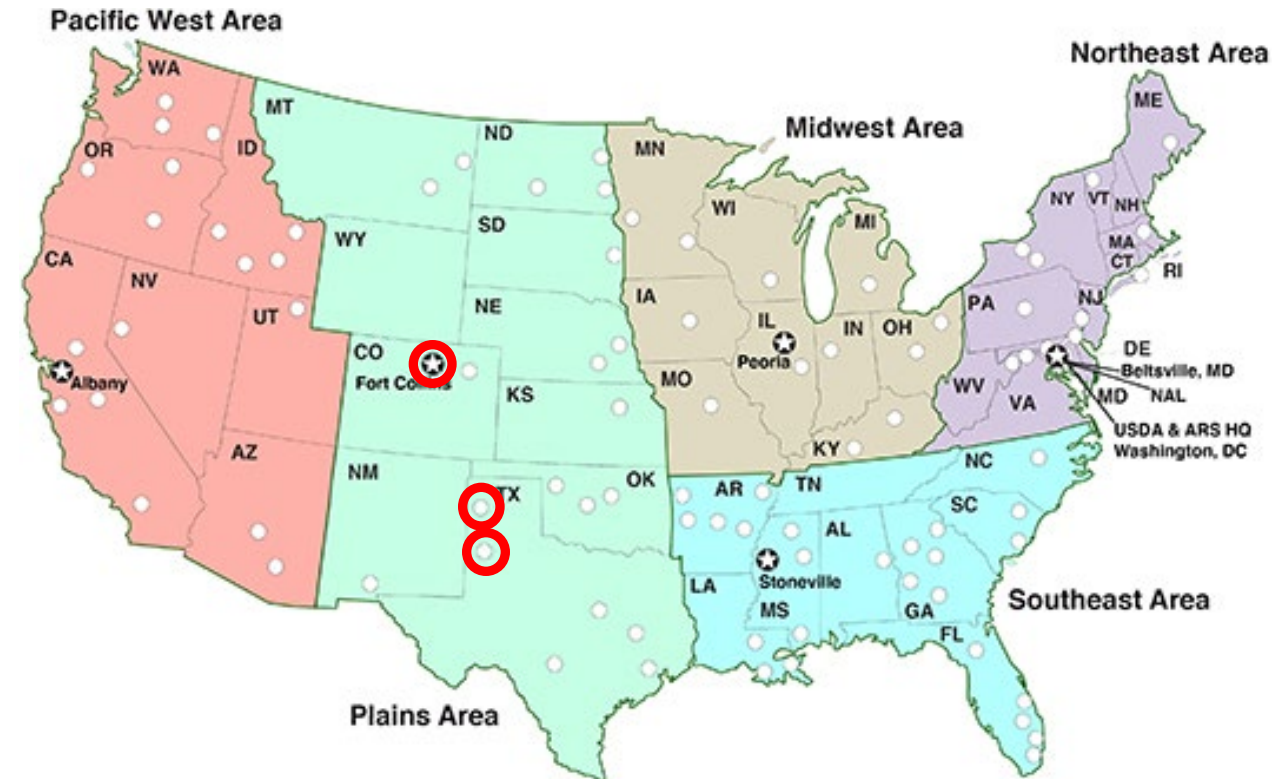 Pacific West Area
Northeast Area
Midwest Area
WA
MT
ND
MN
ME
OR
ID
WI
MI
NY
VT
NH
SD
WY
MA
CT
RI
CA
NV
IA
NE
UT
IL
IN
OH
PA
NJ
CO
Peoria
DE
Albany
Fort Collins
Beltsville, MD
MO
KS
WV
VA
MD
NAL
USDA & ARS HQ
Washington, DC
AZ
KY
NM
OK
NC
TX
AR
TN
SC
AL
LA
Stoneville
MS
GA
Southeast Area
FL
Plains Area